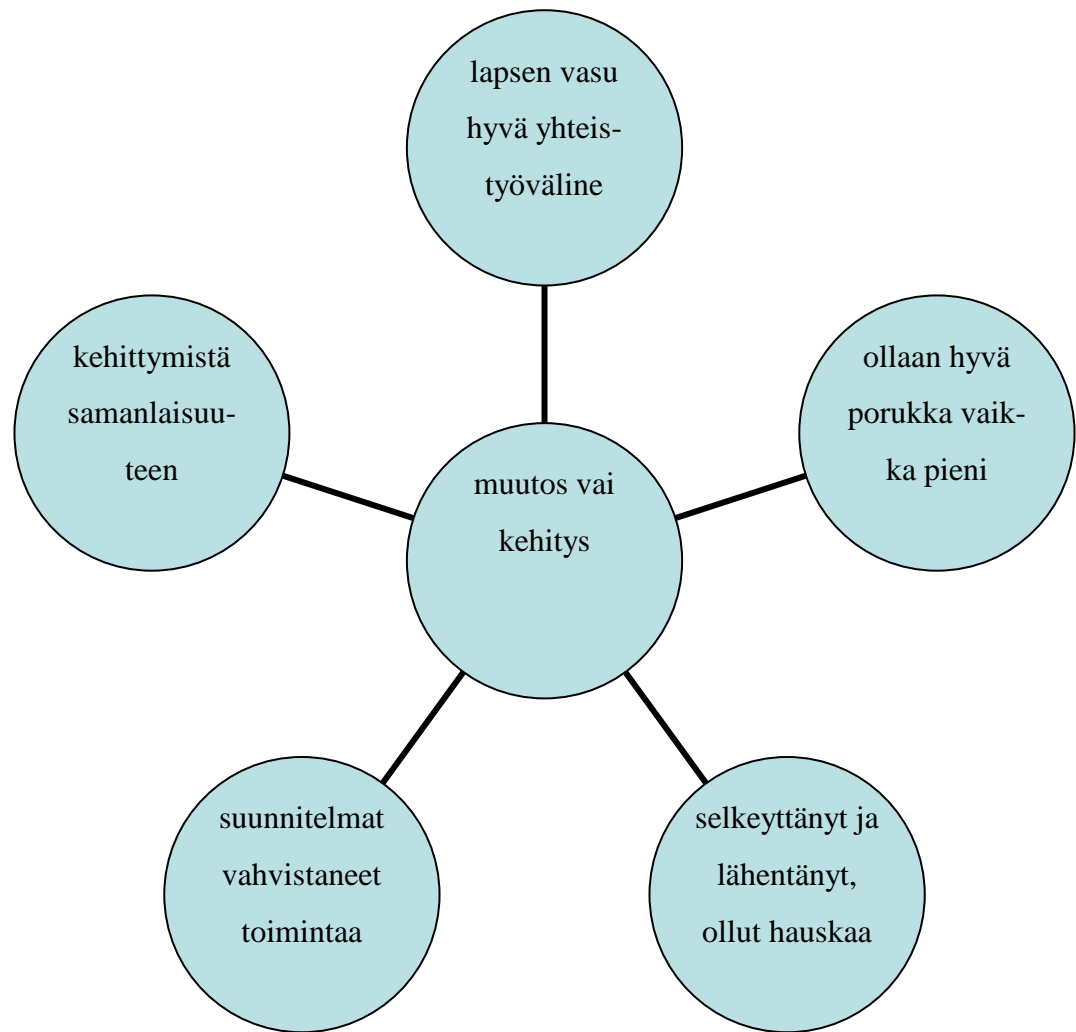 lapsen vasu
hyvä yhteis-
työväline
kehittymistä
samanlaisuu-
teen
ollaan hyvä
porukka vaik-
ka pieni
muutos vai
kehitys
suunnitelmat
vahvistaneet
toimintaa
selkeyttänyt ja
lähentänyt,
ollut hauskaa